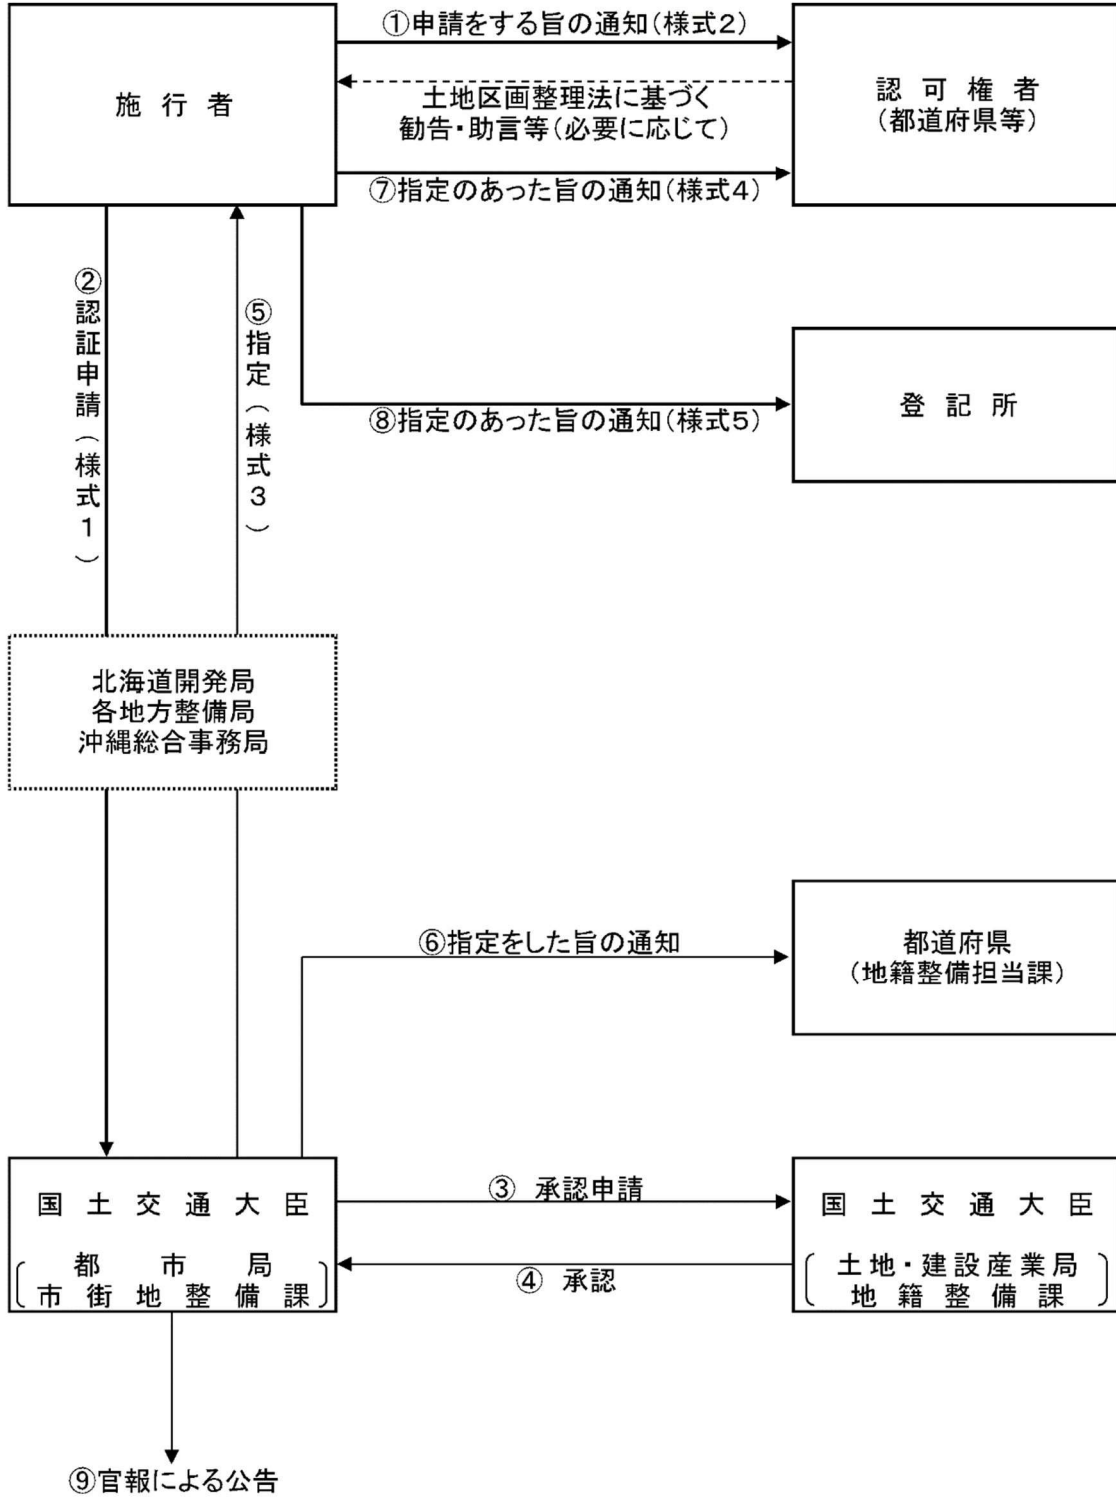 ①申請をする旨の通知(様式2)
施行者
認可権者
(都道府県等)
土地区画整理法に基づく
勧告・助言等(必要に応じて)
⑦指定のあった旨の通知(様式4)
②認証申請(様式1)
⑤指定(様式3)
⑧指定のあった旨の通知(様式5)
登記所
北海道開発局
各地方整備局
沖縄総合事務局
⑥指定をした旨の通知
都道府県
(地籍整備担当課)
国土交通大臣
都市局
市街地整備課
③ 承認申請
④ 承認
国土交通大臣
土地・建設産業局
地籍整備課
⑨官報による公告